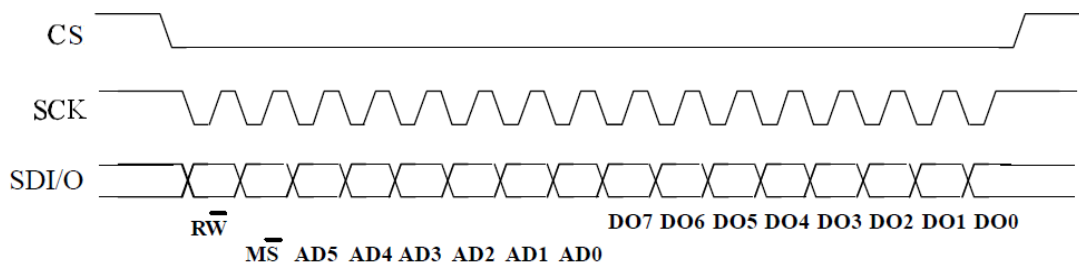 CS
SCK
SDI/O
RW̅ DO7 DO6 DO5 DO4 DO3 DO2 DO1 DO0
MS̅ AD5 AD4 AD3 AD2 AD1 AD0